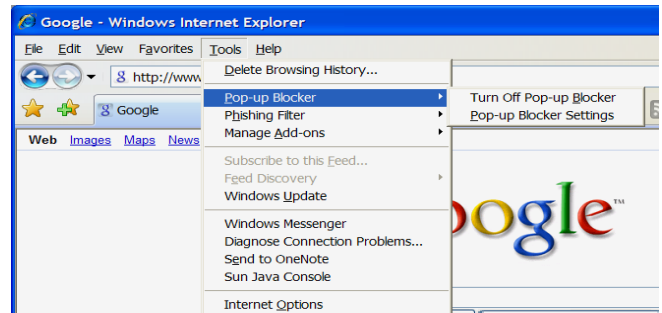 Google - Windows Internet Explorer
File Edit View Favorites Tools Help
http://www
Google
Delete Browsing History...
Pop-up Blocker
Phishing Filter
Manage Add-ons
Subscribe to this Feed...
Feed Discovery
Windows Update
Windows Messenger
Diagnose Connection Problems...
Send to OneNote
Sun Java Console
Internet Options
Turn Off Pop-up Blocker
Pop-up Blocker Settings
Web Images Maps News
ogle™